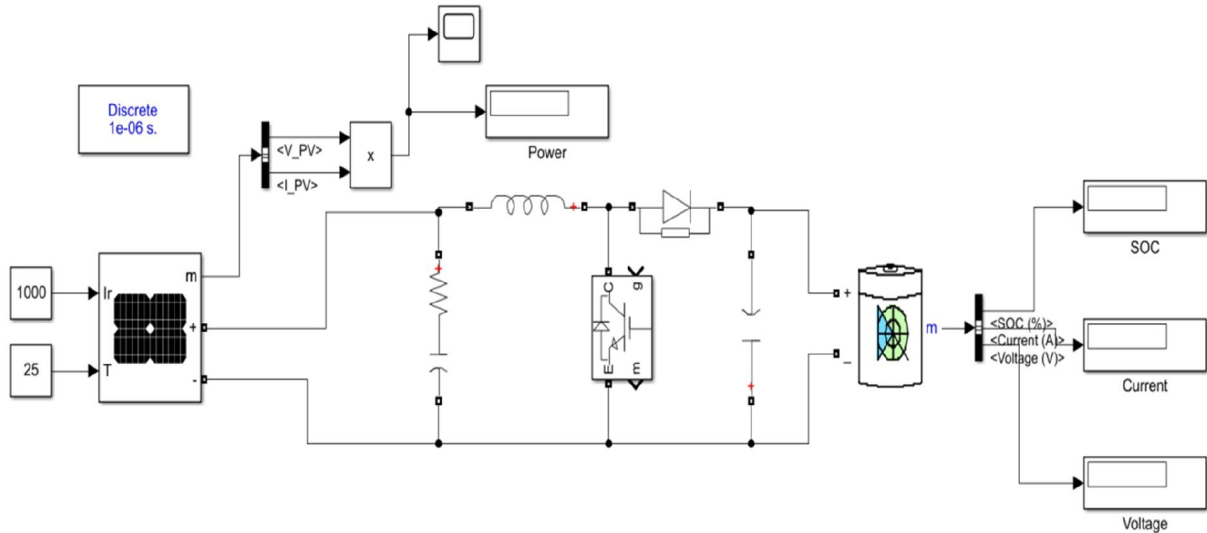 Discrete
1e-06 s.
<V_PV>
<I_PV>
x
Power
1000
25
Ir
T
m
+
-
C
g
E
m
+
_
m
<SOC (%)>
<Current (A)>
<Voltage (V)>
SOC
Current
Voltage